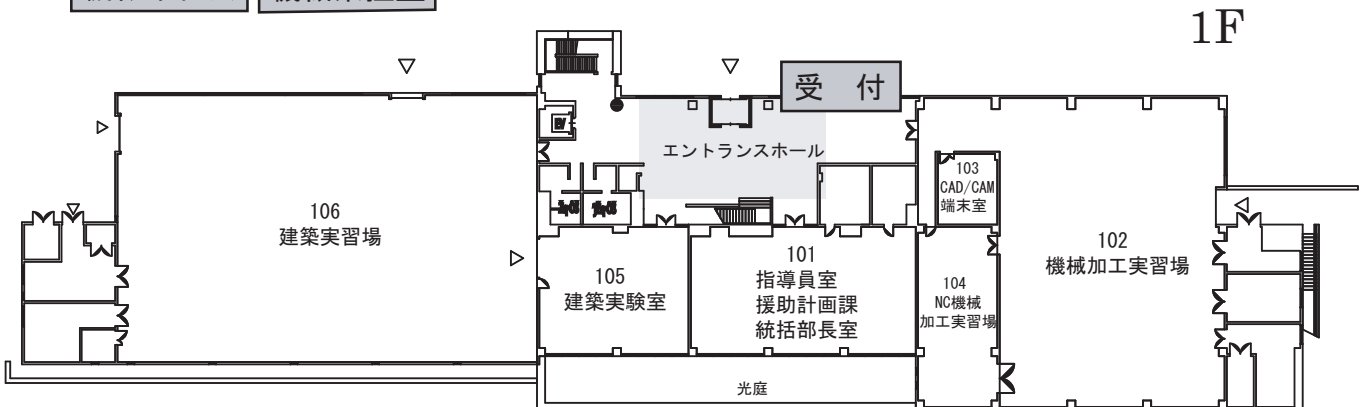 1F
受 付
EV
エントランスホール
103
CAD/CAM
端末室
106
建築実習場
102
機械加工実習場
105
建築実験室
101
指導員室
援助計画課
統括部長室
104
NC機械
加工実習場
光庭